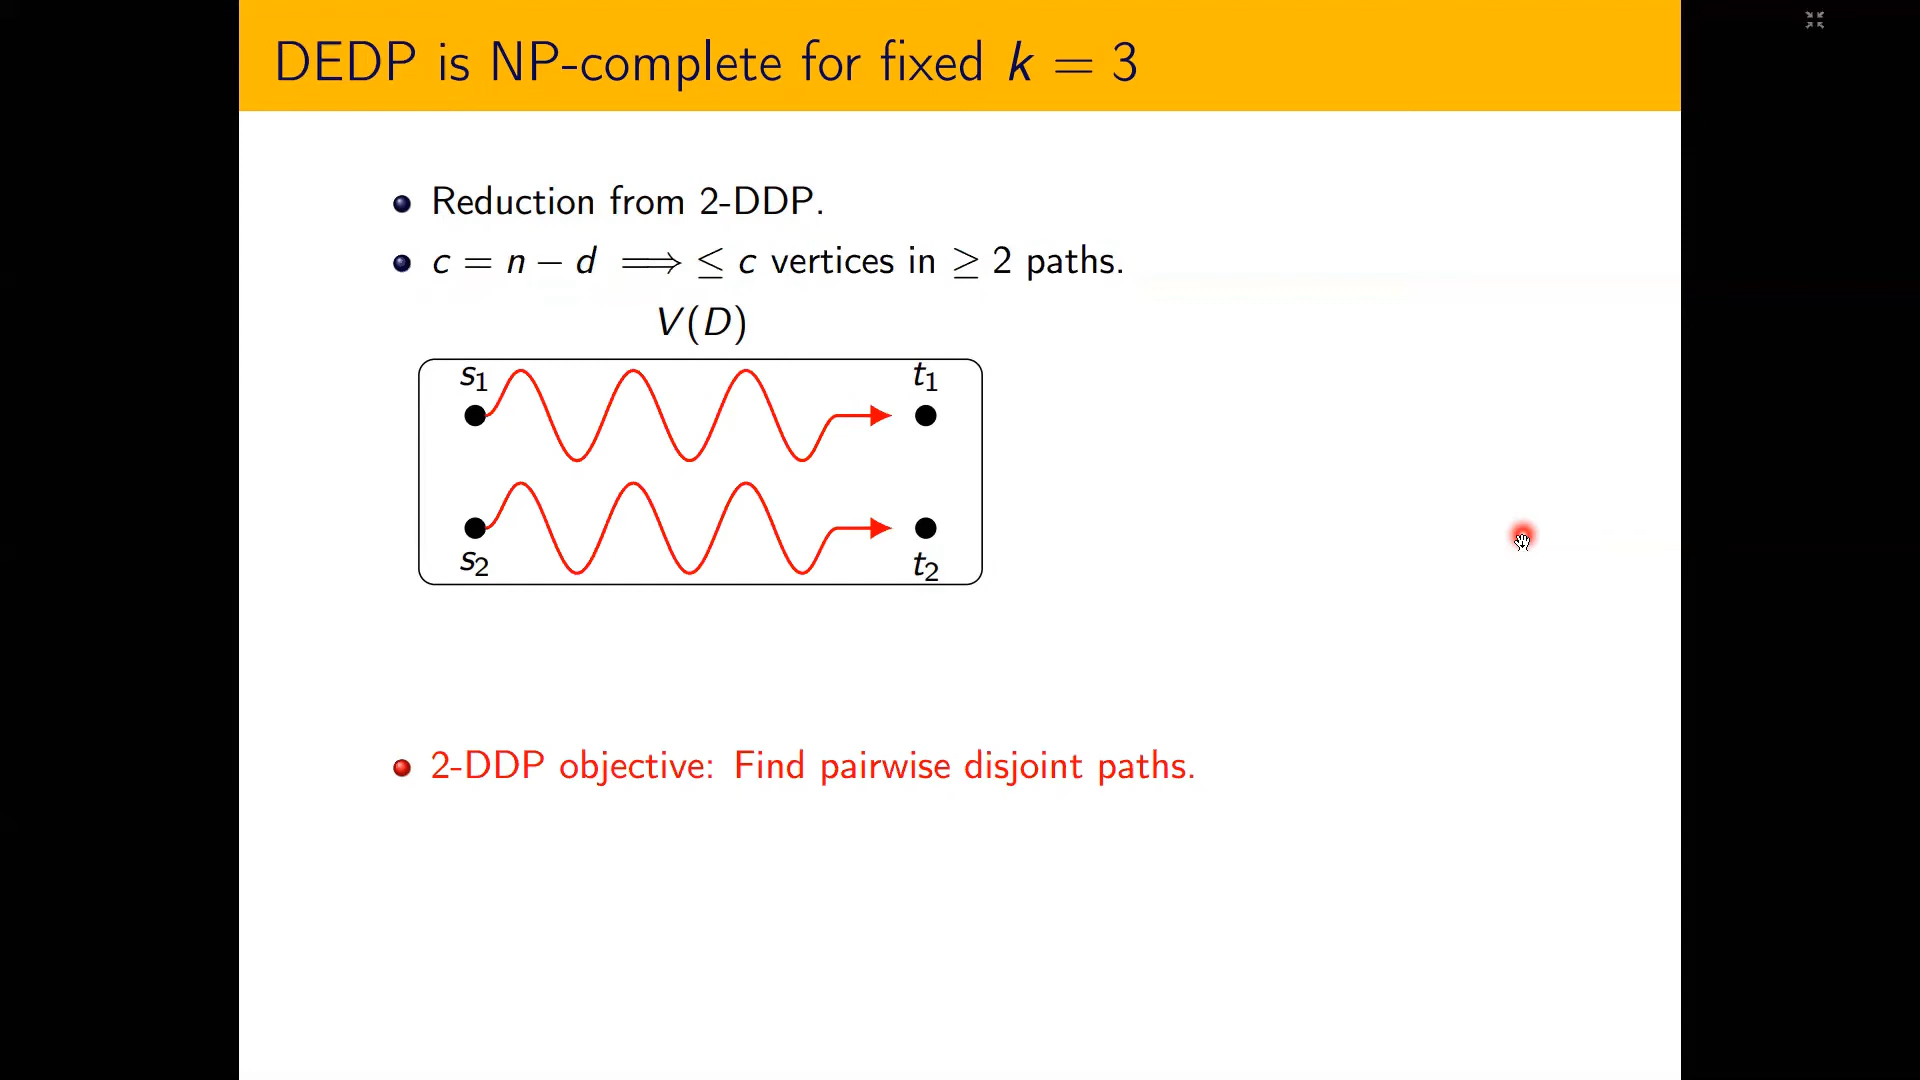 DEDP is NP-complete for fixed k = 3
Reduction from 2-DDP.
c = n − d ⟹ ≤ c vertices in ≥ 2 paths.
V(D)
s₁ t₁
s₂ t₂
2-DDP objective: Find pairwise disjoint paths.